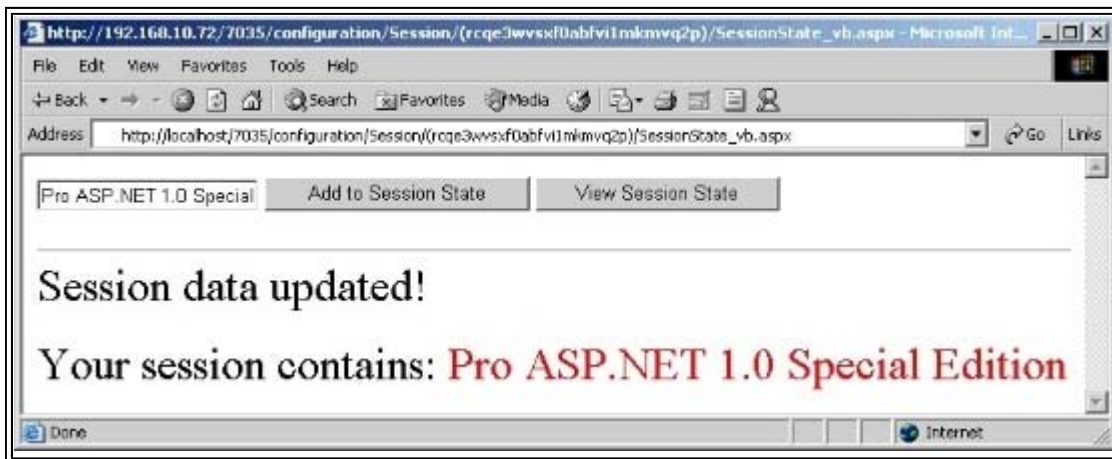 http://192.168.10.72/7035/configuration/Session/(rcqe3wvsxf0abfvi1mkmvq2p)/SessionState_vb.aspx - Microsoft Int...
File Edit View Favorites Tools Help
Back Search Favorites Media
Address http://localhost/7035/configuration/Session/(rcqe3wvsxf0abfvi1mkmvq2p)/SessionState_vb.aspx Go Links
Pro ASP.NET 1.0 Special Add to Session State View Session State
Session data updated!
Your session contains: Pro ASP.NET 1.0 Special Edition
Done Internet